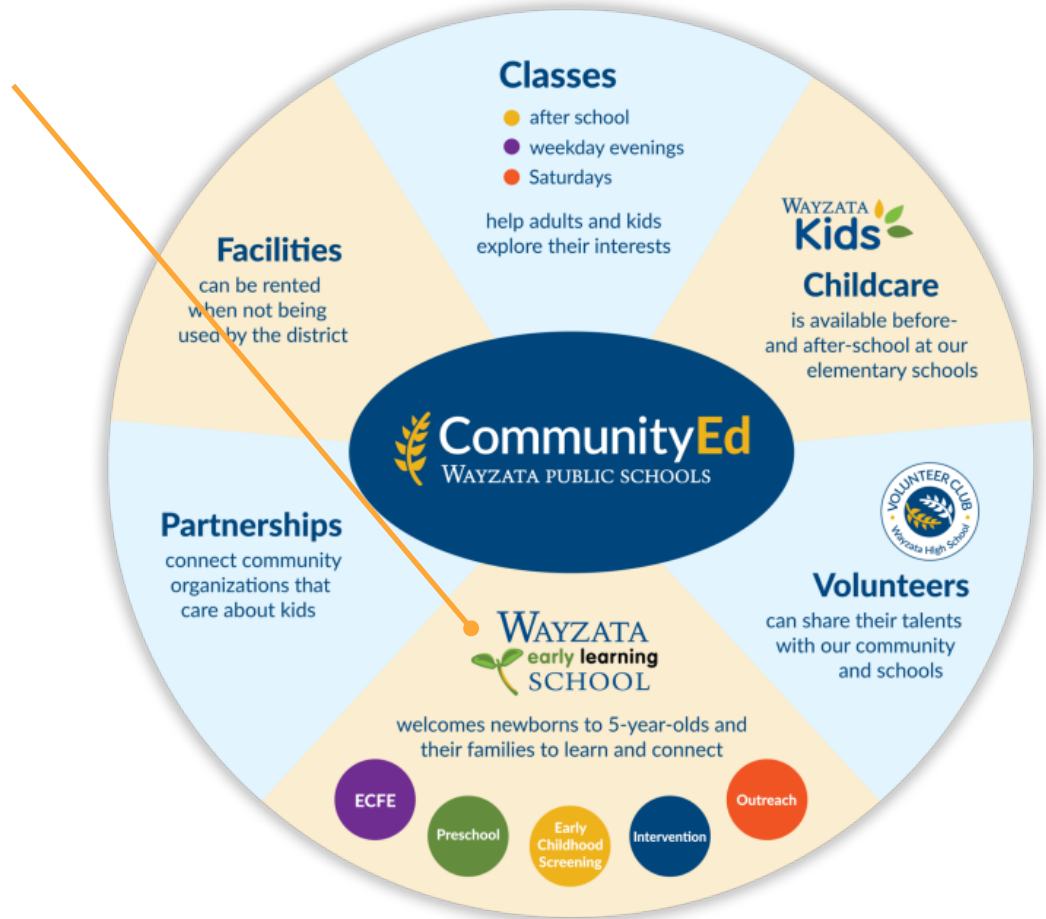 Classes
after school
weekday evenings
Saturdays
help adults and kids
explore their interests
WAYZATA
Kids
Childcare
is available before-
and after-school at our
elementary schools
Facilities
can be rented
when not being
used by the district
CommunityEd
WAYZATA PUBLIC SCHOOLS
VOLUNTEER CLUB
Wayzata High School
Volunteers
can share their talents
with our community
and schools
Partnerships
connect community
organizations that
care about kids
WAYZATA
early learning
SCHOOL
welcomes newborns to 5-year-olds and
their families to learn and connect
ECFE
Preschool
Early
Childhood
Screening
Intervention
Outreach